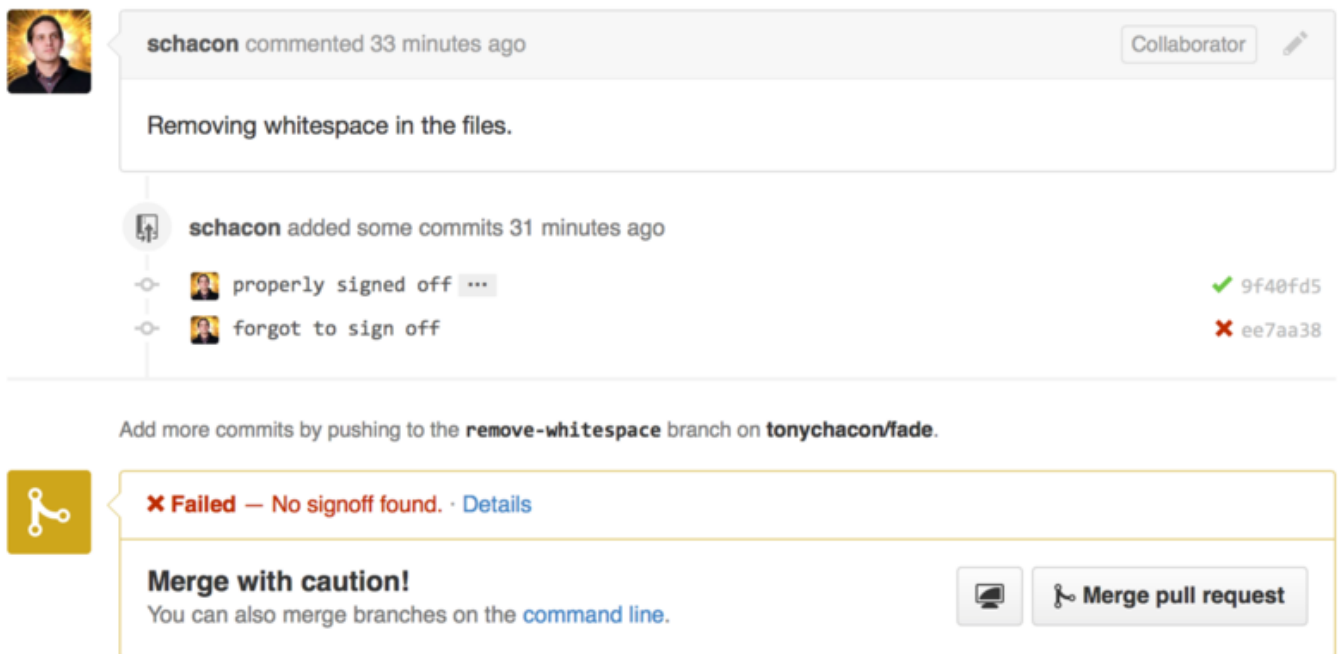 schacon commented 33 minutes ago Collaborator
Removing whitespace in the files.
schacon added some commits 31 minutes ago
properly signed off ... 9f40fd5
forgot to sign off ee7aa38
Add more commits by pushing to the remove-whitespace branch on tonychacon/fade.
Failed — No signoff found. · Details
Merge with caution!
You can also merge branches on the command line.
Merge pull request